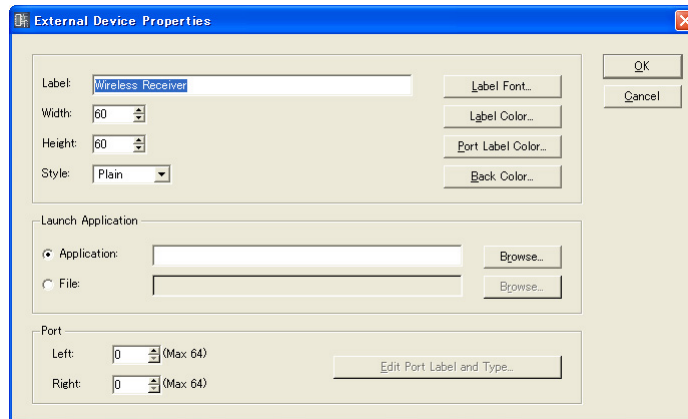 External Device Properties
Label: Wireless Receiver Label Font... OK
Width: 60 Label Color... Cancel
Height: 60 Port Label Color...
Style: Plain Back Color...
Launch Application
Application: Browse...
File: Browse...
Port
Left: 0 (Max 64)
Edit Port Label and Type...
Right: 0 (Max 64)